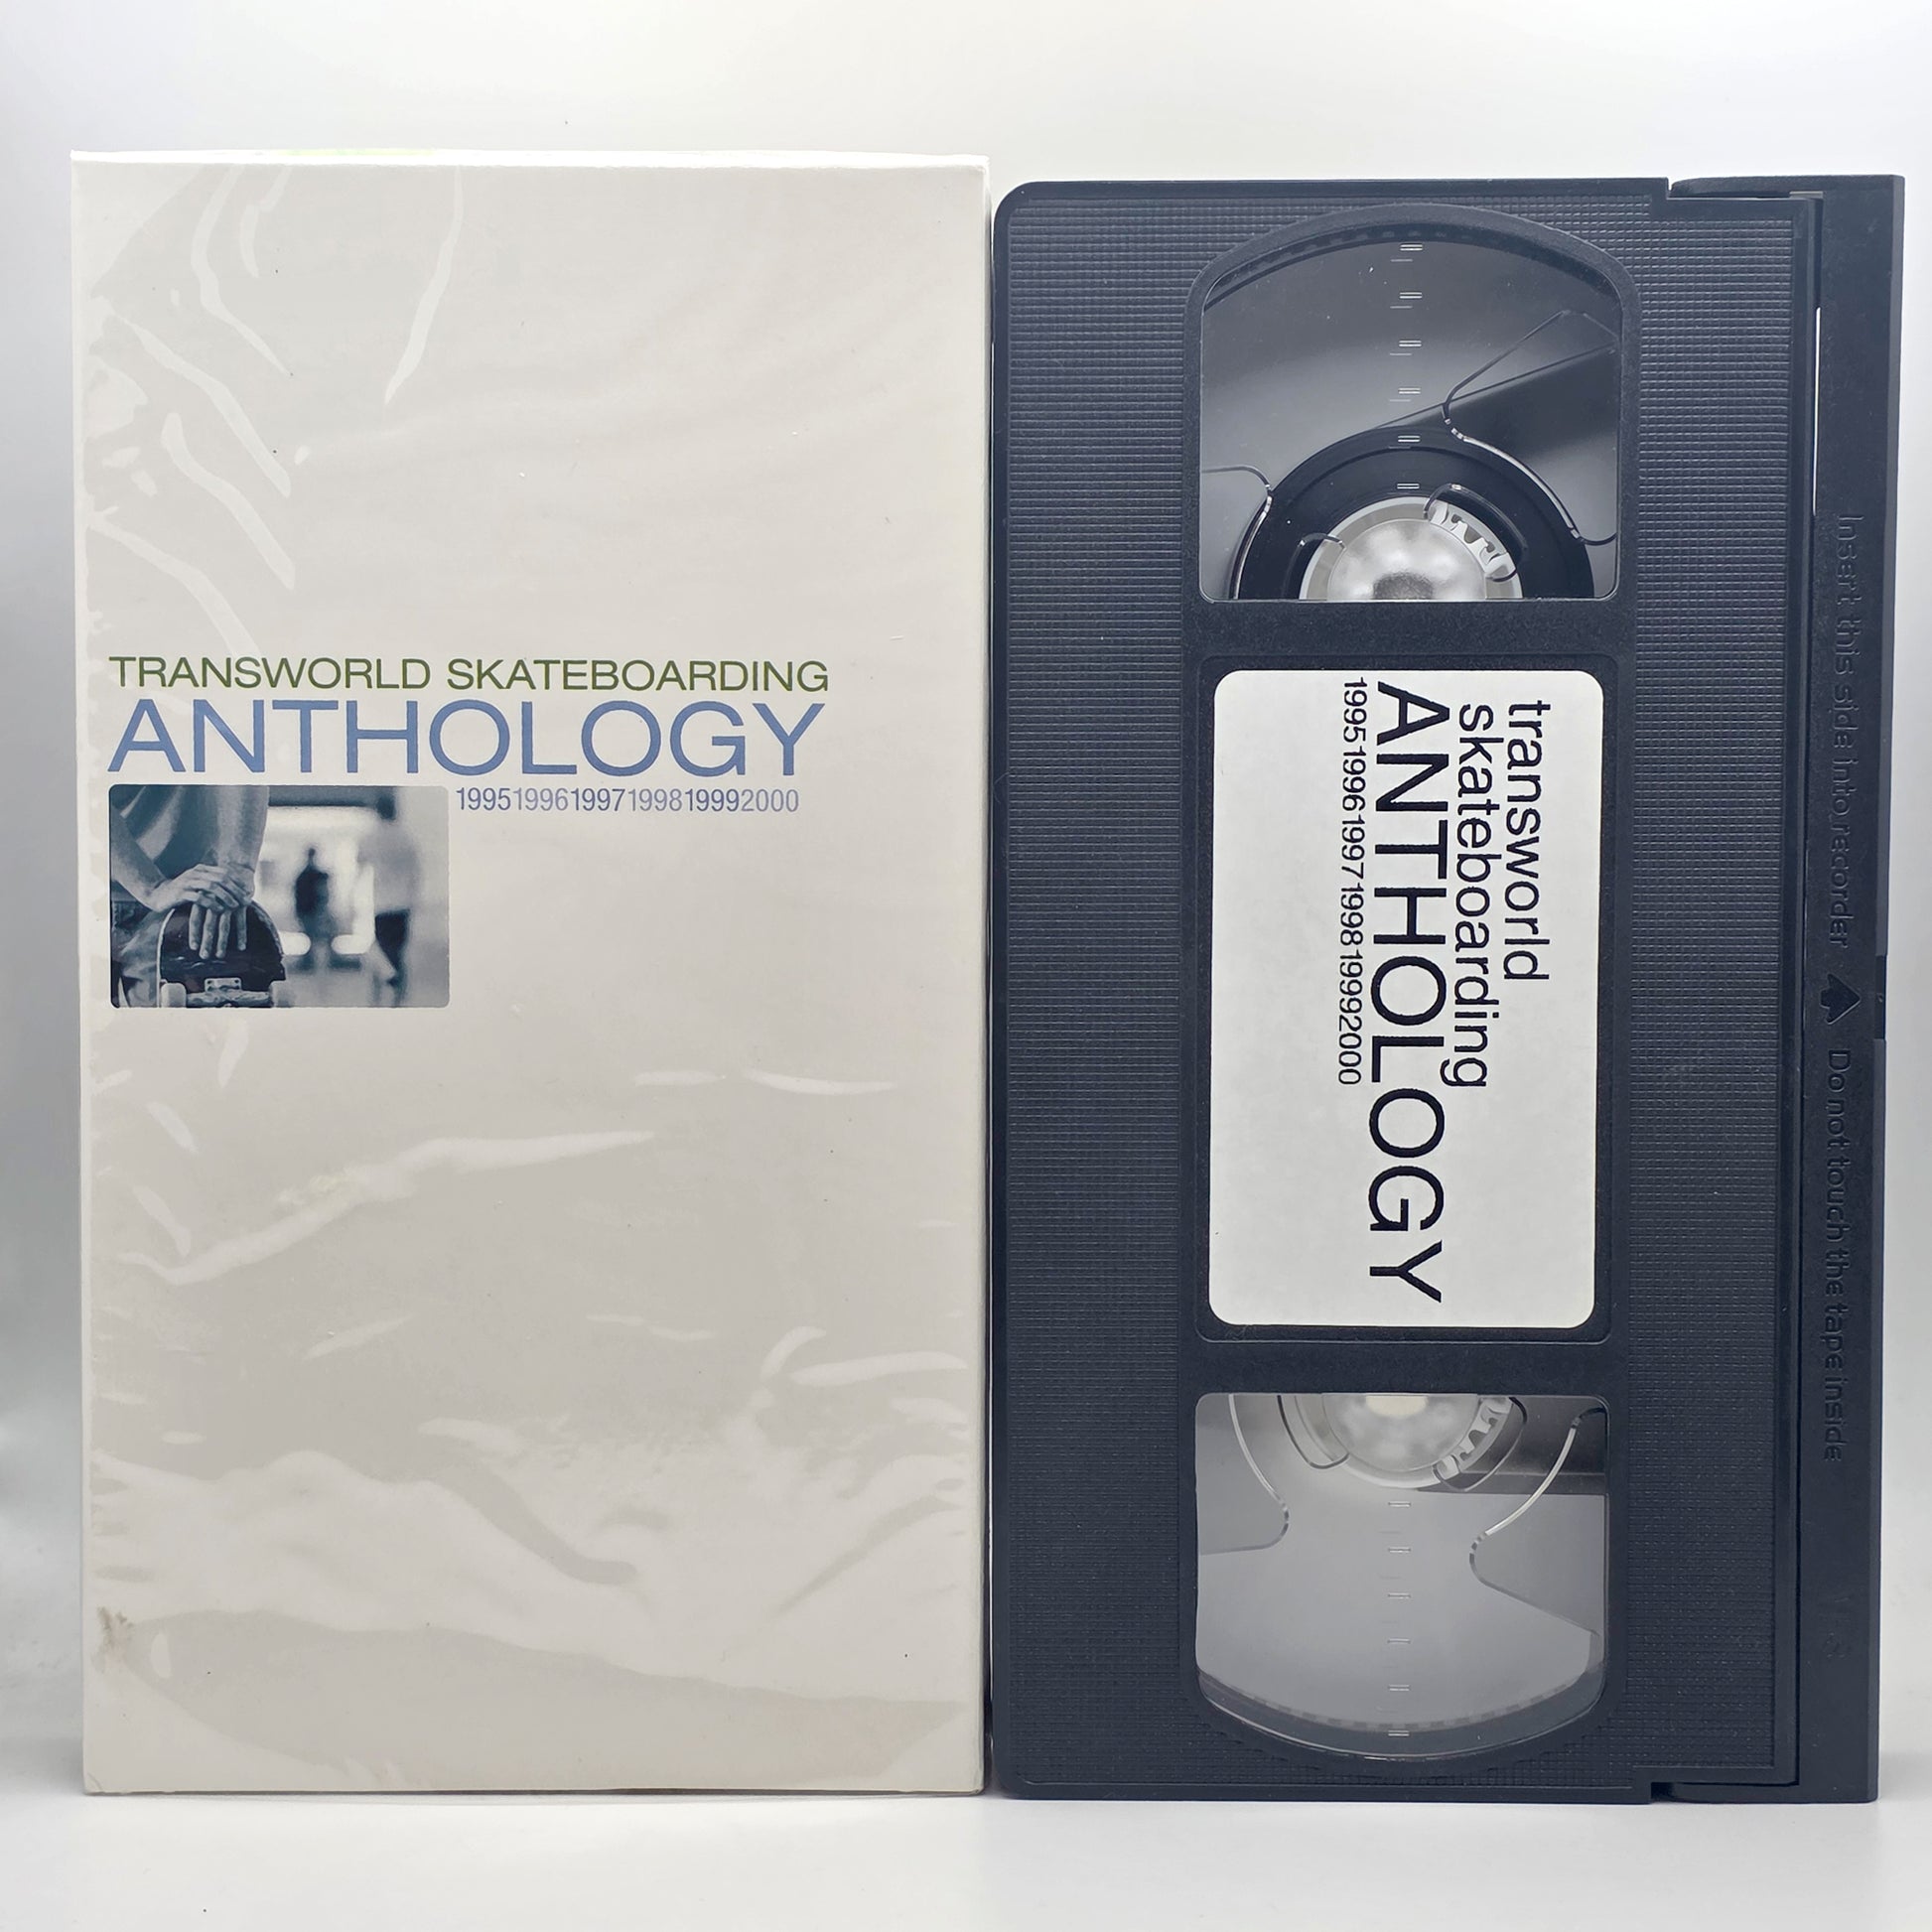 TRANSWORLD SKATEBOARDING
ANTHOLOGY
199519961997199819992000
transworld
skateboarding
ANTHOLOGY
199519961997199819992000
Insert this side into recorder
Do not touch the tape inside